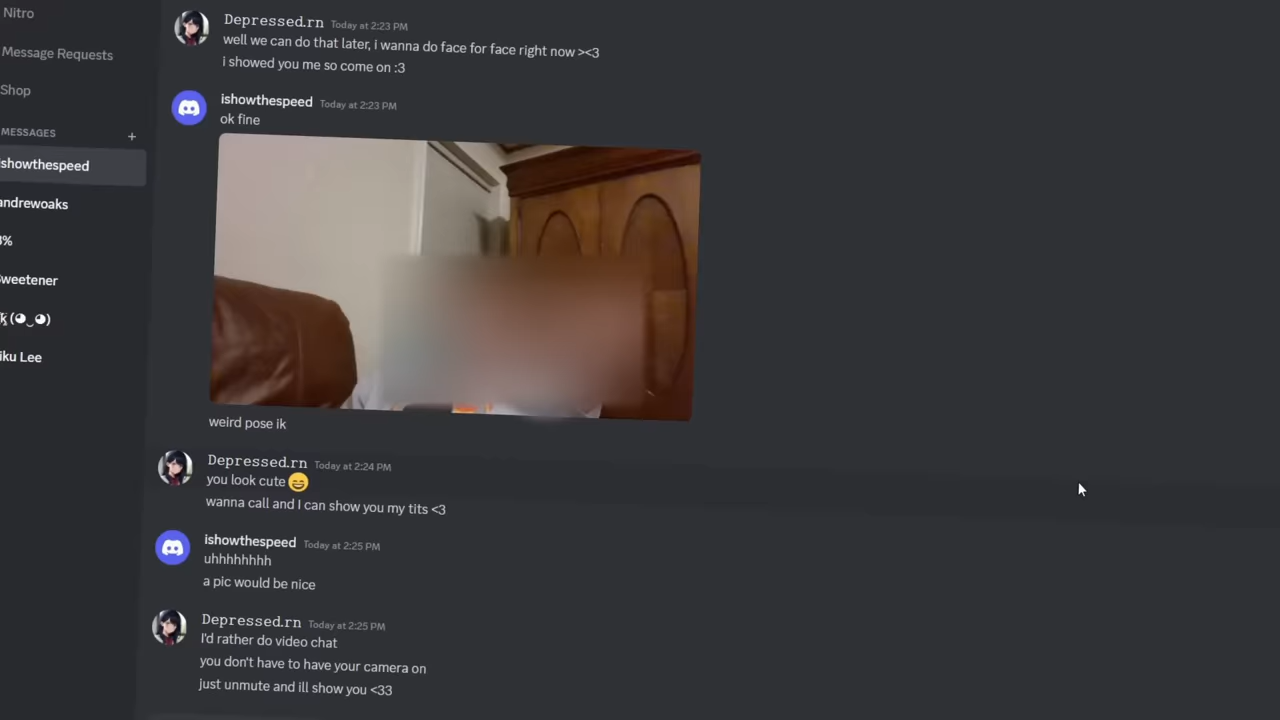 Nitro
Message Requests
Shop
MESSAGES +
ishowthespeed
andrewoaks
8%
Sweetener
(◕‿◕)
iku Lee
Depressed.rn Today at 2:23 PM
well we can do that later, i wanna do face for face right now ><3
i showed you me so come on :3
ishowthespeed Today at 2:23 PM
ok fine
weird pose ik
Depressed.rn Today at 2:24 PM
you look cute 😄
wanna call and I can show you my tits <3
ishowthespeed Today at 2:25 PM
uhhhhhhhh
a pic would be nice
Depressed.rn Today at 2:25 PM
I'd rather do video chat
you don't have to have your camera on
just unmute and ill show you <33